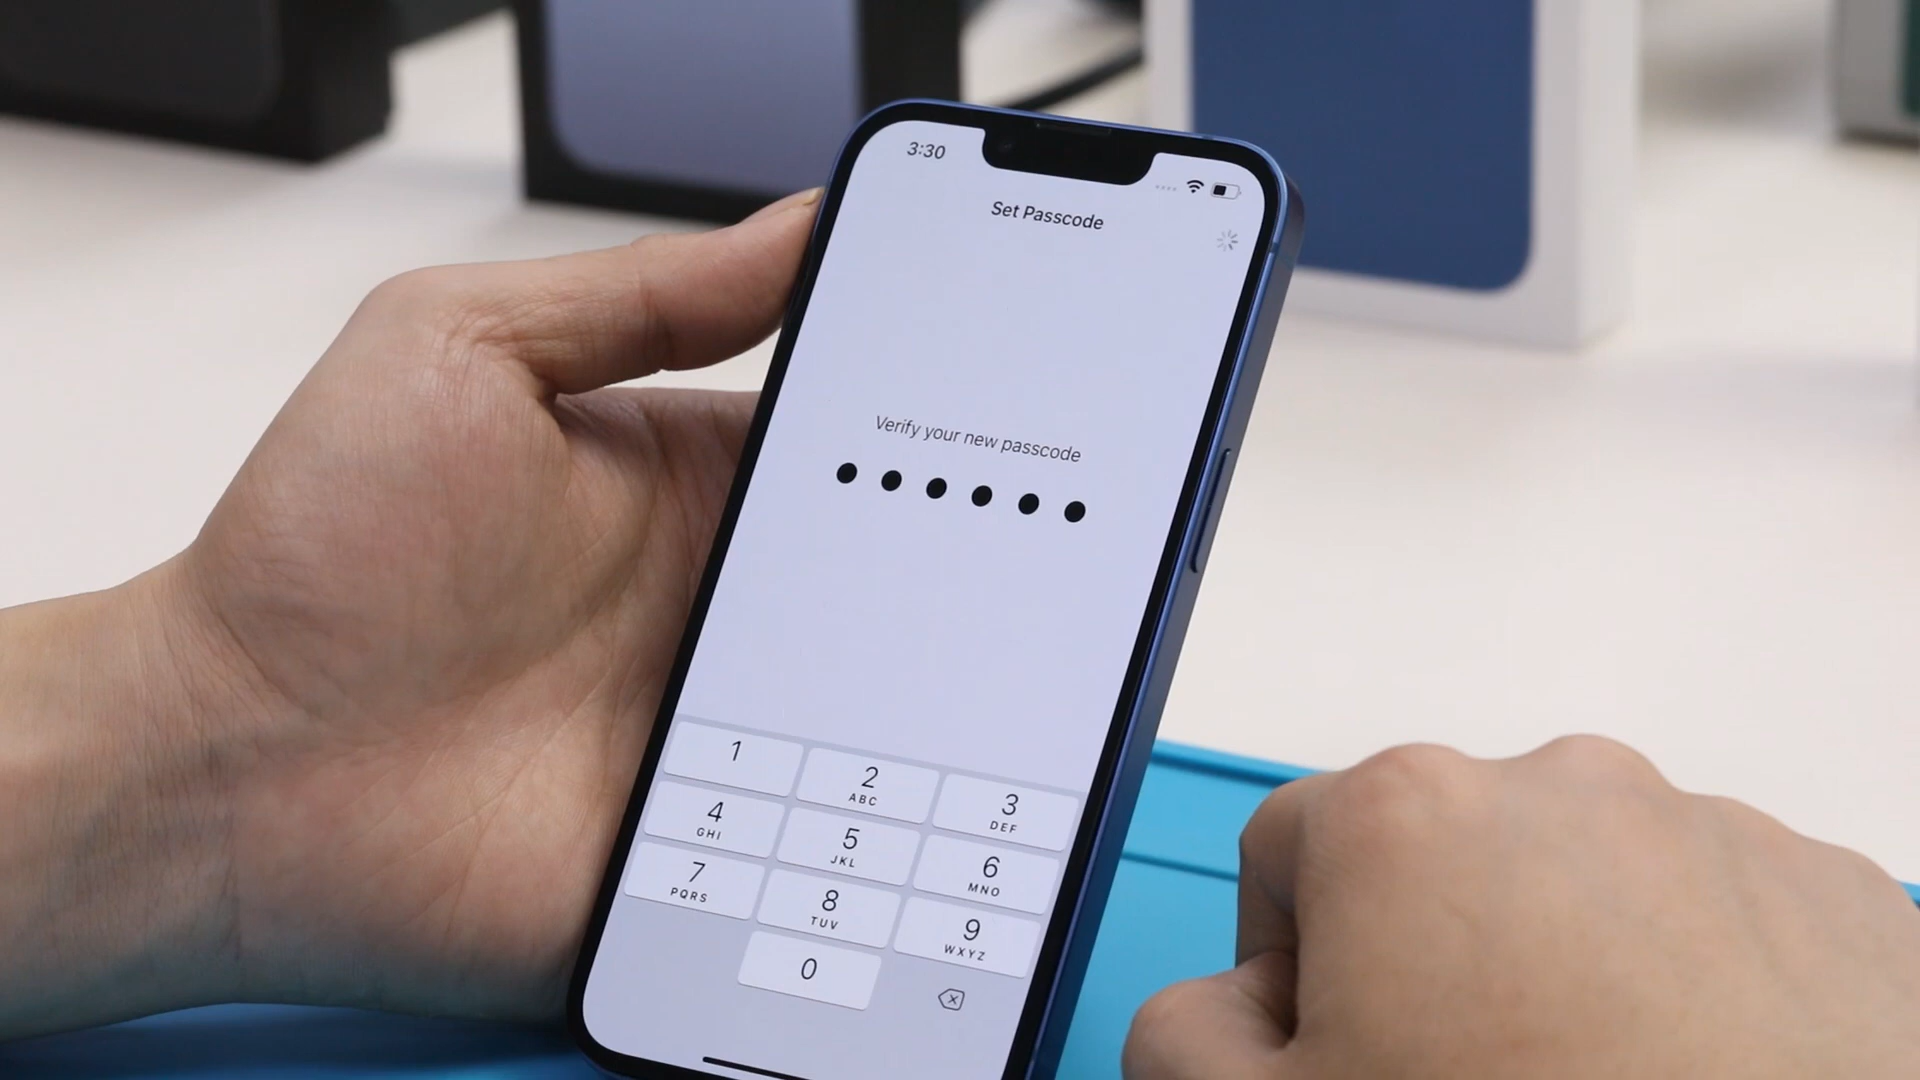 3:30
Set Passcode
Verify your new passcode
1
2
ABC
3
DEF
4
GHI
5
JKL
6
MNO
7
PQRS
8
TUV
9
WXYZ
0